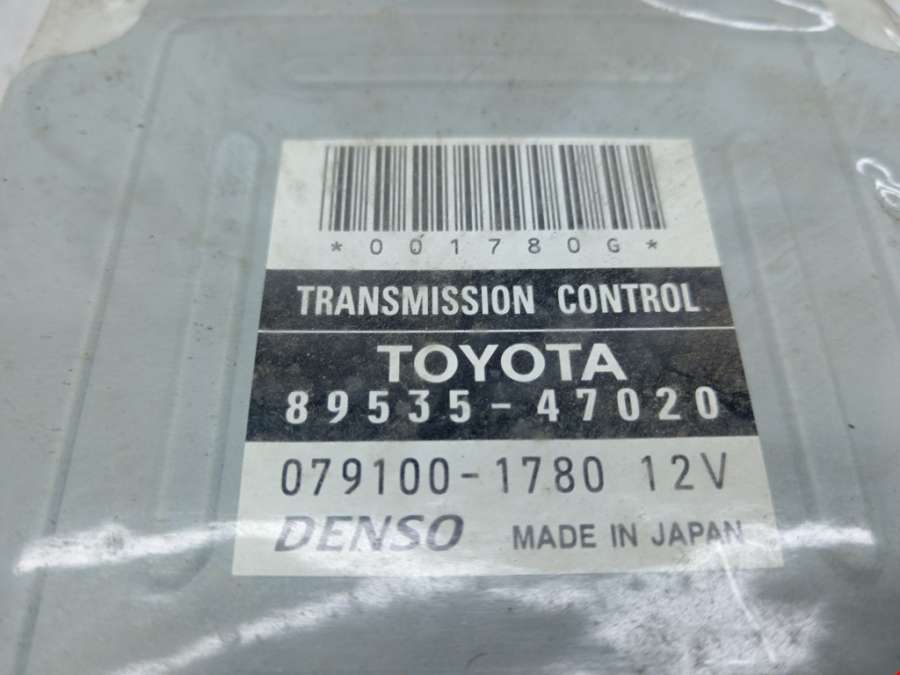 *001780G*
TRANSMISSION CONTROL
TOYOTA
89535-47020
079100-1780 12V
DENSO MADE IN JAPAN